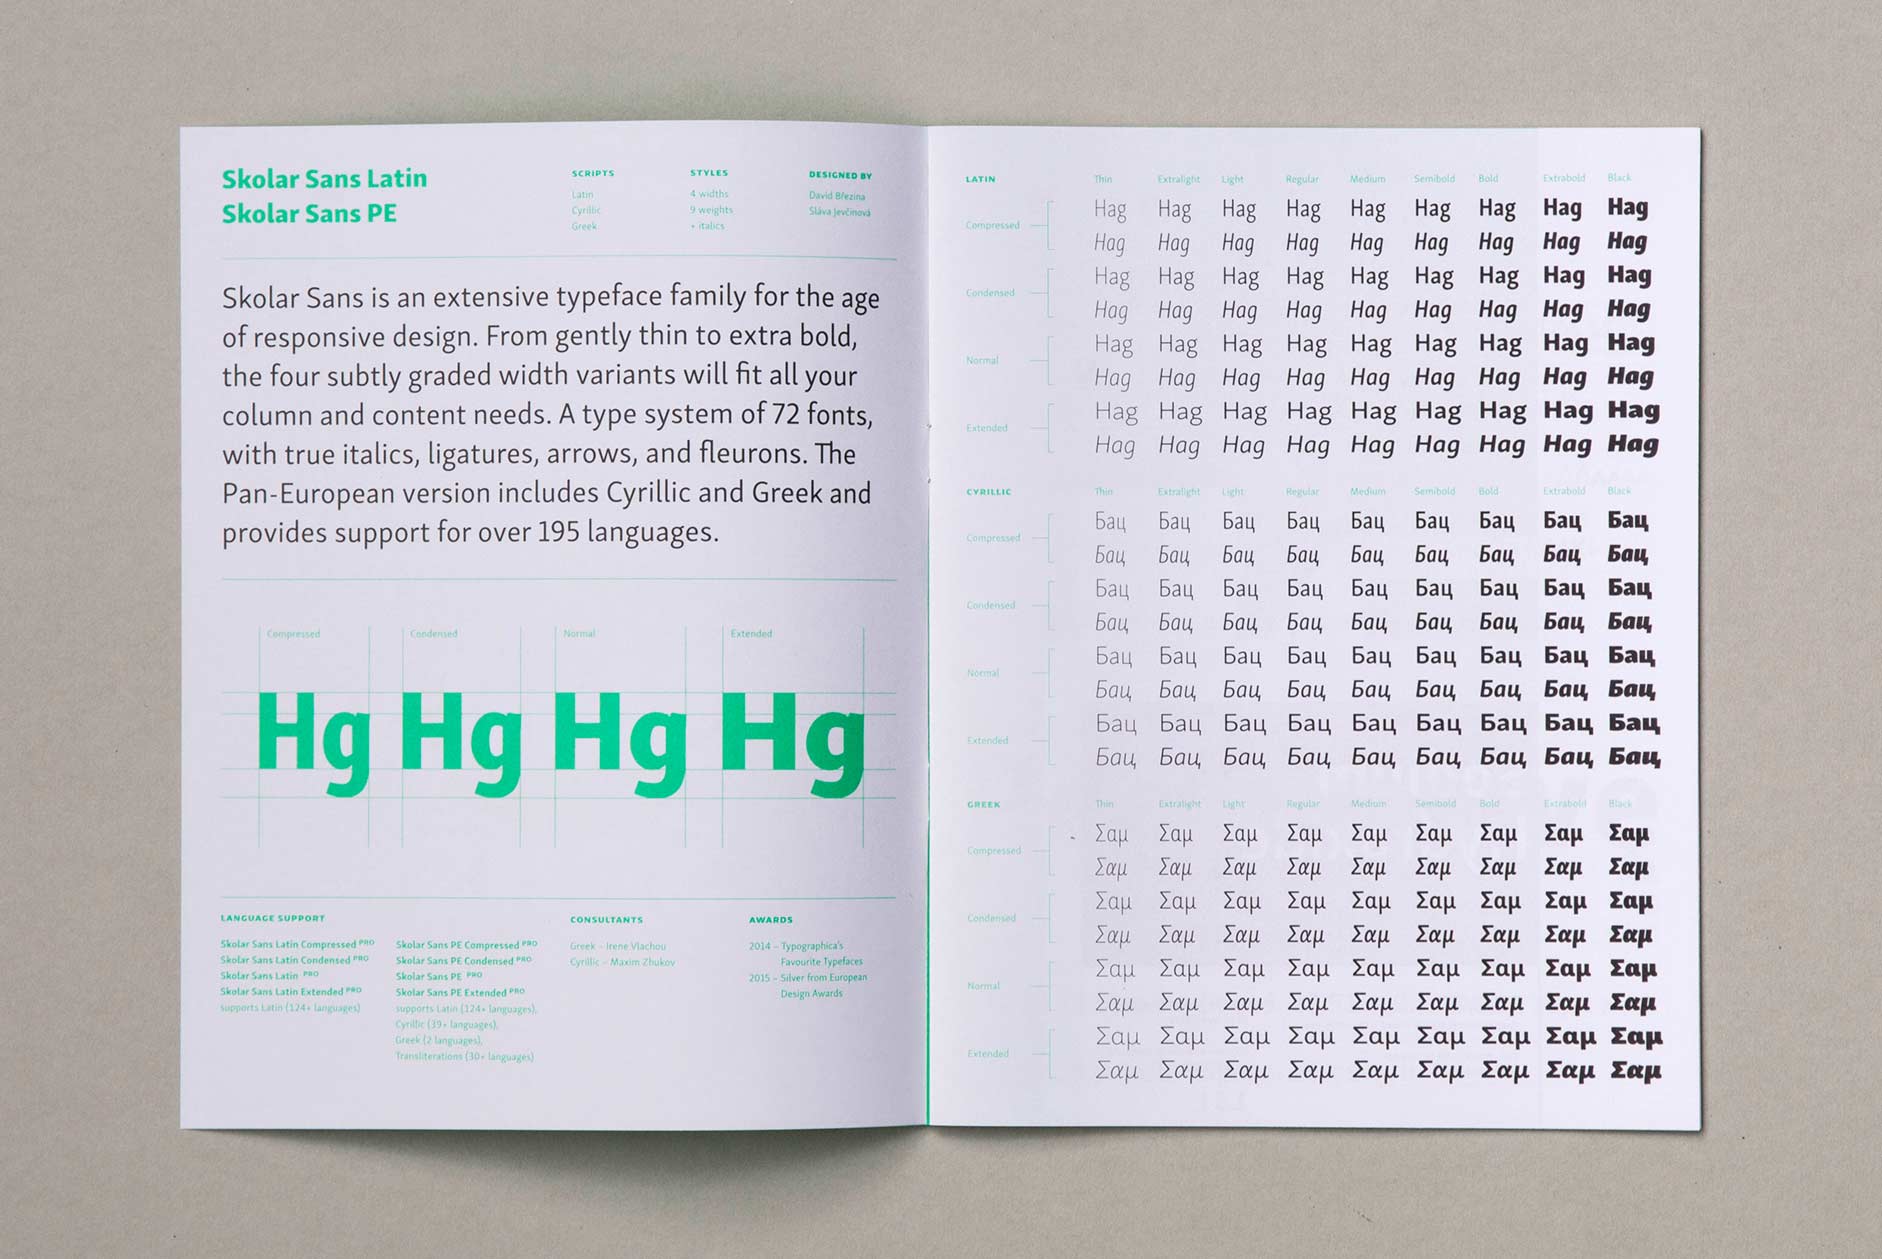 Skolar Sans Latin
Skolar Sans PE
SCRIPTS
Latin
Cyrillic
Greek
STYLES
4 widths
9 weights
+ italics
DESIGNED BY
David Březina
Sláva Jevčinová
Skolar Sans is an extensive typeface family for the age
of responsive design. From gently thin to extra bold,
the four subtly graded width variants will fit all your
column and content needs. A type system of 72 fonts,
with true italics, ligatures, arrows, and fleurons. The
Pan-European version includes Cyrillic and Greek and
provides support for over 195 languages.
Compressed Condensed Normal Extended
Hg Hg Hg Hg
LANGUAGE SUPPORT
Skolar Sans Latin Compressed PRO
Skolar Sans Latin Condensed PRO
Skolar Sans Latin PRO
Skolar Sans Latin Extended PRO
supports Latin (124+ languages)
Skolar Sans PE Compressed PRO
Skolar Sans PE Condensed PRO
Skolar Sans PE PRO
Skolar Sans PE Extended PRO
supports Latin (124+ languages),
Cyrillic (39+ languages),
Greek (2 languages),
Transliterations (30+ languages)
CONSULTANTS
Greek – Irene Vlachou
Cyrillic – Maxim Zhukov
AWARDS
2014 – Typographica's
Favourite Typefaces
2015 – Silver from European
Design Awards
LATIN Thin Extralight Light Regular Medium Semibold Bold Extrabold Black
Compressed
Hag Hag Hag Hag Hag Hag Hag Hag Hag
Hag Hag Hag Hag Hag Hag Hag Hag Hag
Condensed
Hag Hag Hag Hag Hag Hag Hag Hag Hag
Hag Hag Hag Hag Hag Hag Hag Hag Hag
Normal
Hag Hag Hag Hag Hag Hag Hag Hag Hag
Hag Hag Hag Hag Hag Hag Hag Hag Hag
Extended
Hag Hag Hag Hag Hag Hag Hag Hag Hag
Hag Hag Hag Hag Hag Hag Hag Hag Hag
CYRILLIC Thin Extralight Light Regular Medium Semibold Bold Extrabold Black
Compressed
Бац Бац Бац Бац Бац Бац Бац Бац Бац
Бац Бац Бац Бац Бац Бац Бац Бац Бац
Condensed
Бац Бац Бац Бац Бац Бац Бац Бац Бац
Бац Бац Бац Бац Бац Бац Бац Бац Бац
Normal
Бац Бац Бац Бац Бац Бац Бац Бац Бац
Бац Бац Бац Бац Бац Бац Бац Бац Бац
Extended
Бац Бац Бац Бац Бац Бац Бац Бац Бац
Бац Бац Бац Бац Бац Бац Бац Бац Бац
GREEK Thin Extralight Light Regular Medium Semibold Bold Extrabold Black
Compressed
Σαμ Σαμ Σαμ Σαμ Σαμ Σαμ Σαμ Σαμ Σαμ
Σαμ Σαμ Σαμ Σαμ Σαμ Σαμ Σαμ Σαμ Σαμ
Condensed
Σαμ Σαμ Σαμ Σαμ Σαμ Σαμ Σαμ Σαμ Σαμ
Σαμ Σαμ Σαμ Σαμ Σαμ Σαμ Σαμ Σαμ Σαμ
Normal
Σαμ Σαμ Σαμ Σαμ Σαμ Σαμ Σαμ Σαμ Σαμ
Σαμ Σαμ Σαμ Σαμ Σαμ Σαμ Σαμ Σαμ Σαμ
Extended
Σαμ Σαμ Σαμ Σαμ Σαμ Σαμ Σαμ Σαμ Σαμ
Σαμ Σαμ Σαμ Σαμ Σαμ Σαμ Σαμ Σαμ Σαμ